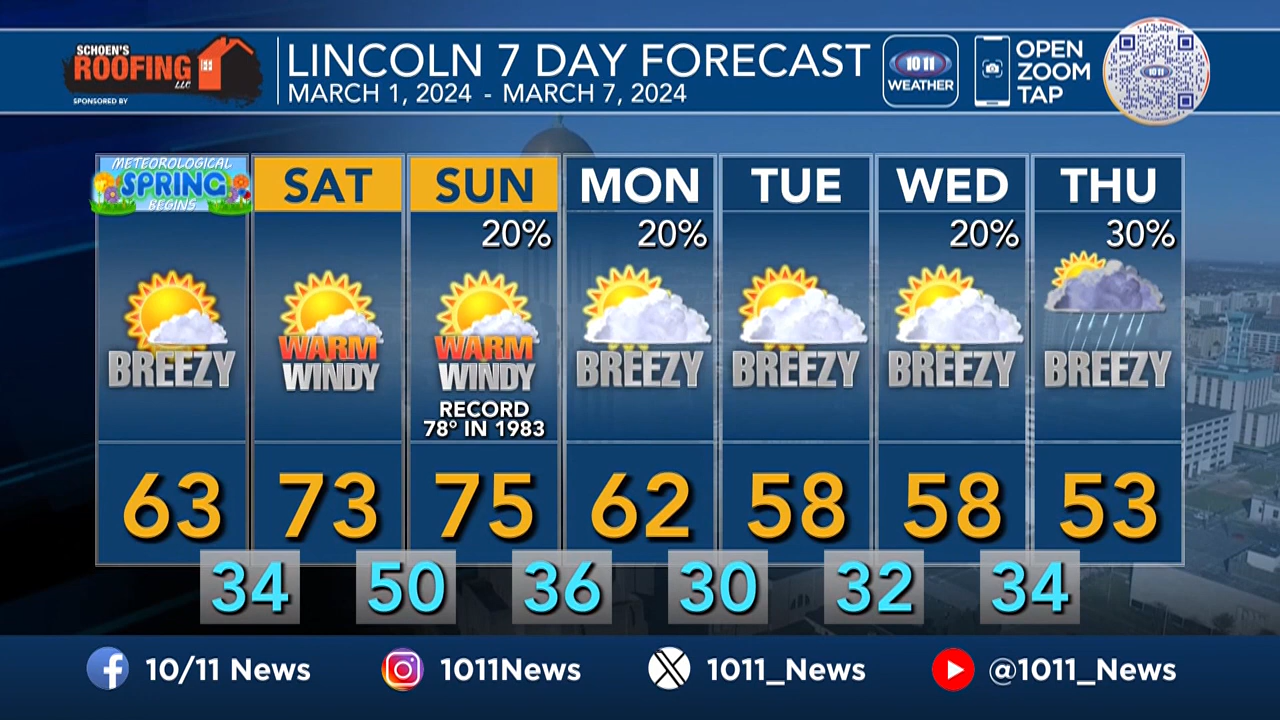 SCHOEN'S
ROOFING
LLC
SPONSORED BY
LINCOLN 7 DAY FORECAST
MARCH 1, 2024 - MARCH 7, 2024
10 11
WEATHER
OPEN
ZOOM
TAP
10 11
METEOROLOGICAL
SPRING
BEGINS
SAT
SUN
MON
TUE
WED
THU
20%
20%
20%
30%
BREEZY
WARM
WINDY
WARM
WINDY
BREEZY
BREEZY
BREEZY
BREEZY
RECORD
78° IN 1983
63
73
75
62
58
58
53
34
50
36
30
32
34
10/11 News
1011News
1011_News
@1011_News